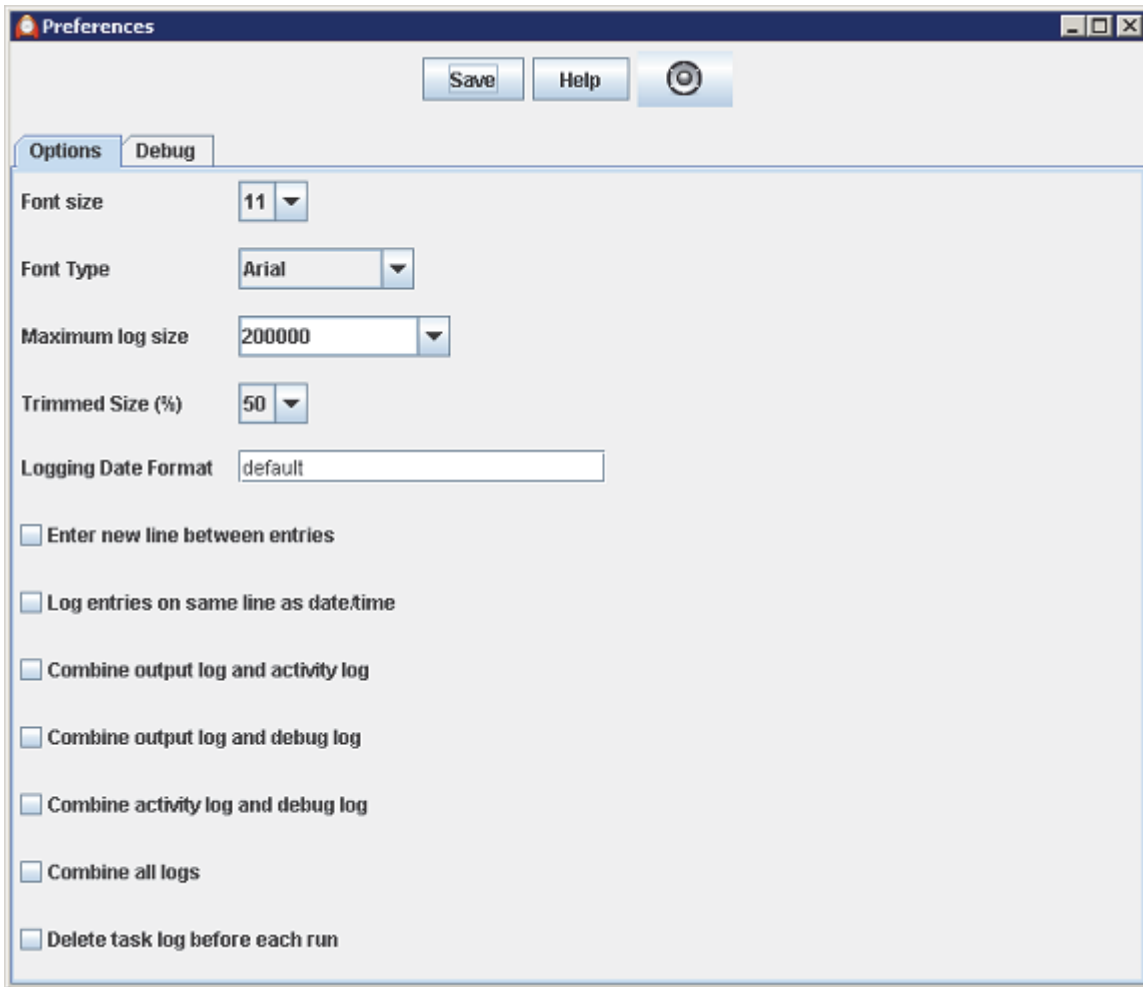 Preferences
Save Help
Options Debug
Font size 11
Font Type Arial
Maximum log size 200000
Trimmed Size (%) 50
Logging Date Format default
Enter new line between entries
Log entries on same line as date/time
Combine output log and activity log
Combine output log and debug log
Combine activity log and debug log
Combine all logs
Delete task log before each run